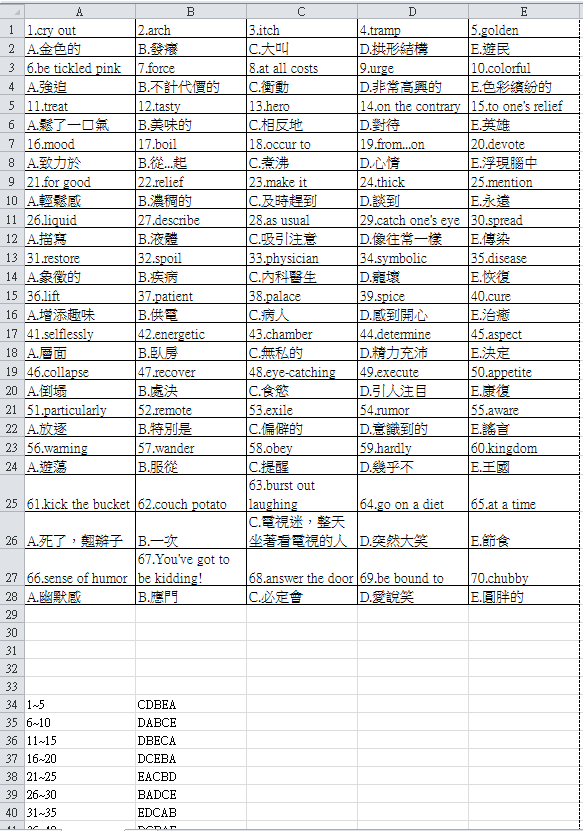 A B C D E
1 1.cry out 2.arch 3.itch 4.tramp 5.golden
2 A.金色的 B.發癢 C.大叫 D.拱形結構 E.遊民
3 6.be tickled pink 7.force 8.at all costs 9.urge 10.colorful
4 A.強迫 B.不計代價的 C.衝動 D.非常高興的 E.色彩繽紛的
5 11.treat 12.tasty 13.hero 14.on the contrary 15.to one's relief
6 A.鬆了一口氣 B.美味的 C.相反地 D.對待 E.英雄
7 16.mood 17.boil 18.occur to 19.from...on 20.devote
8 A.致力於 B.從...起 C.煮沸 D.心情 E.浮現腦中
9 21.for good 22.relief 23.make it 24.thick 25.mention
10 A.輕鬆感 B.濃稠的 C.及時趕到 D.談到 E.永遠
11 26.liquid 27.describe 28.as usual 29.catch one's eye 30.spread
12 A.描寫 B.液體 C.吸引注意 D.像往常一樣 E.傳染
13 31.restore 32.spoil 33.physician 34.symbolic 35.disease
14 A.象徵的 B.疾病 C.內科醫生 D.寵壞 E.恢復
15 36.lift 37.patient 38.palace 39.spice 40.cure
16 A.增添趣味 B.供電 C.病人 D.感到開心 E.治癒
17 41.selflessly 42.energetic 43.chamber 44.determine 45.aspect
18 A.層面 B.臥房 C.無私的 D.精力充沛 E.決定
19 46.collapse 47.recover 48.eye-catching 49.execute 50.appetite
20 A.倒塌 B.處決 C.食慾 D.引人注目 E.康復
21 51.particularly 52.remote 53.exile 54.rumor 55.aware
22 A.放逐 B.特別是 C.偏僻的 D.意識到的 E.謠言
23 56.warning 57.wander 58.obey 59.hardly 60.kingdom
24 A.遊蕩 B.服從 C.提醒 D.幾乎不 E.王國
63.burst out
25 61.kick the bucket 62.couch potato laughing 64.go on a diet 65.at a time
C.電視迷，整天
26 A.死了，翹辮子 B.一次 坐著看電視的人 D.突然大笑 E.節食
67.You've got to
27 66.sense of humor be kidding! 68.answer the door 69.be bound to 70.chubby
28 A.幽默感 B.應門 C.必定會 D.愛說笑 E.圓胖的
29
30
31
32
33
34 1~5 CDBEA
35 6~10 DABCE
36 11~15 DBECA
37 16~20 DCEBA
38 21~25 EACBD
39 26~30 BADCE
40 31~35 EDCAB